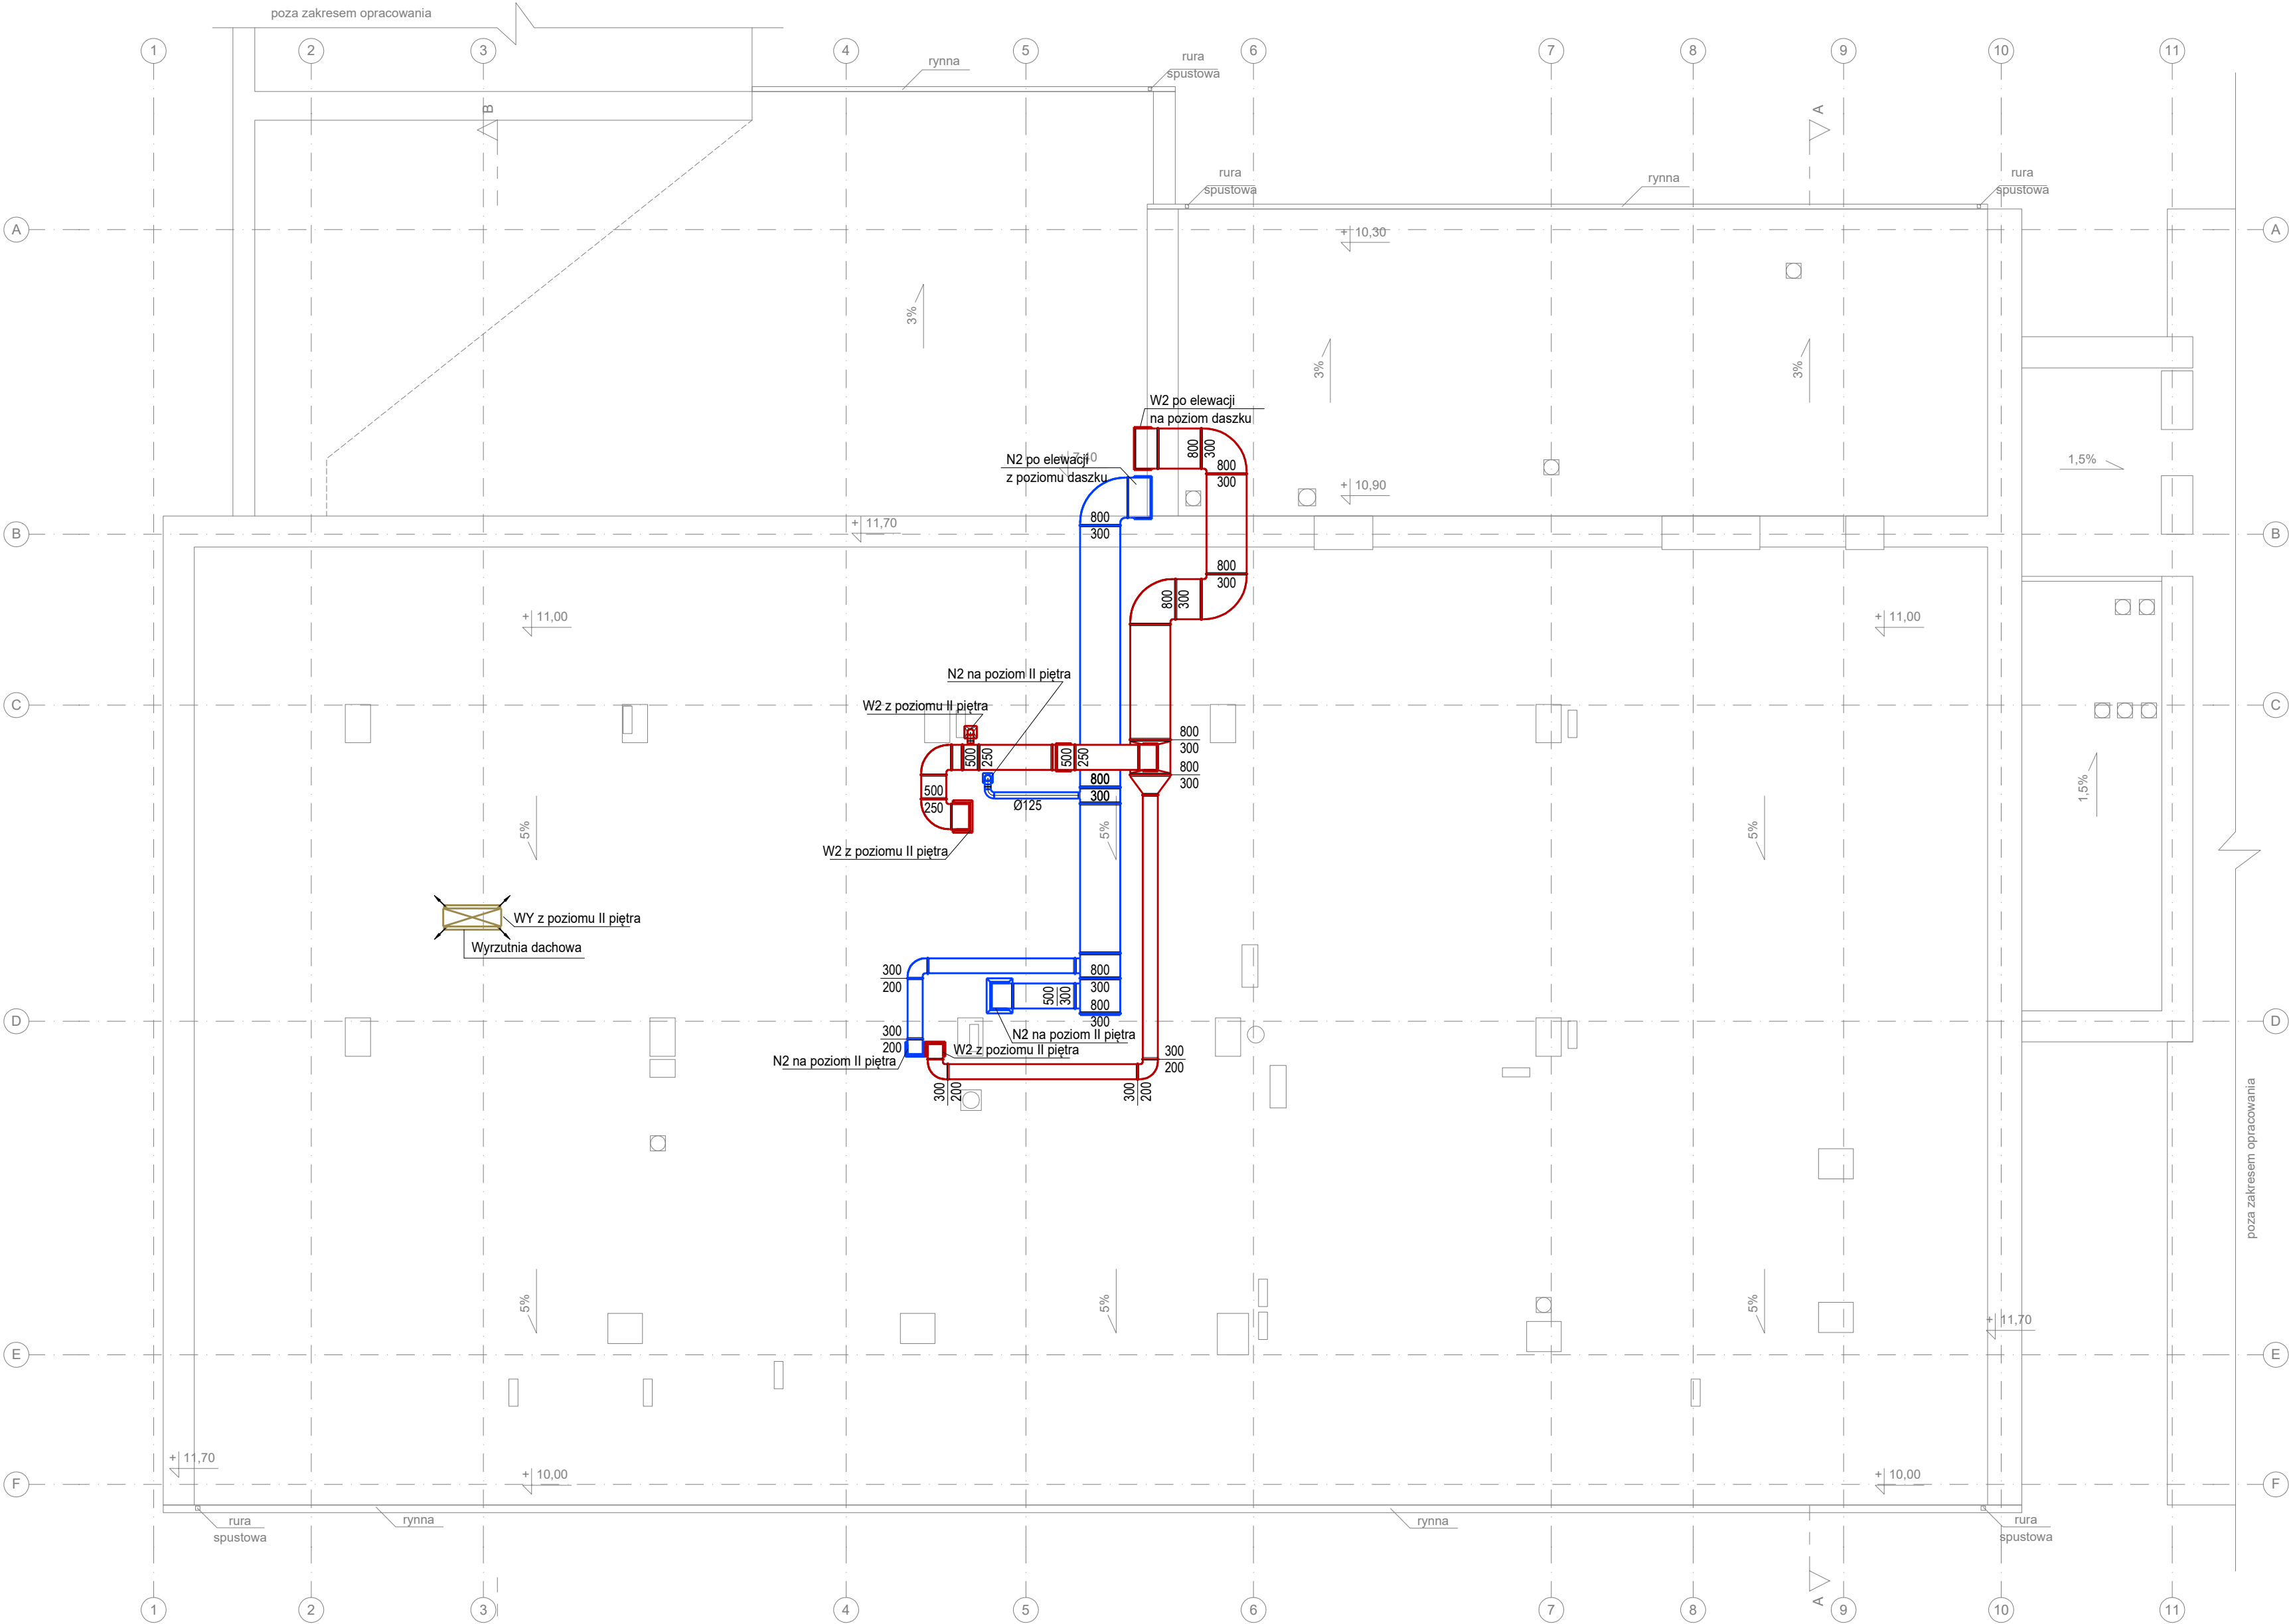 poza zakresem opracowania
1
2
3
4
5
6
7
8
9
10
11
rynna
rura
spustowa
B
A
rura
spustowa
rynna
rura
spustowa
A
A
+ 10,30
3%
3%
3%
W2 po elewacji
na poziom daszku
800
300
N2 po elewacji
z poziomu daszku
+ 7,40
800
300
1,5%
+ 10,90
800
300
+ 11,70
B
B
800
300
800
300
+ 11,00
+ 11,00
N2 na poziom II piętra
W2 z poziomu II piętra
C
C
800
300
500
250
500
250
800
300
800
300
500
250
Ø125
1,5%
5%
5%
5%
W2 z poziomu II piętra
WY z poziomu II piętra
Wyrzutnia dachowa
300
200
800
300
500
300
800
300
D
D
300
200
N2 na poziom II piętra
W2 z poziomu II piętra
N2 na poziom II piętra
300
200
300
200
300
200
poza zakresem opracowania
5%
5%
5%
+ 11,70
E
E
+ 11,70
+ 10,00
+ 10,00
F
F
rura
spustowa
rynna
rynna
rura
spustowa
A
1
2
3
4
5
6
7
8
9
10
11